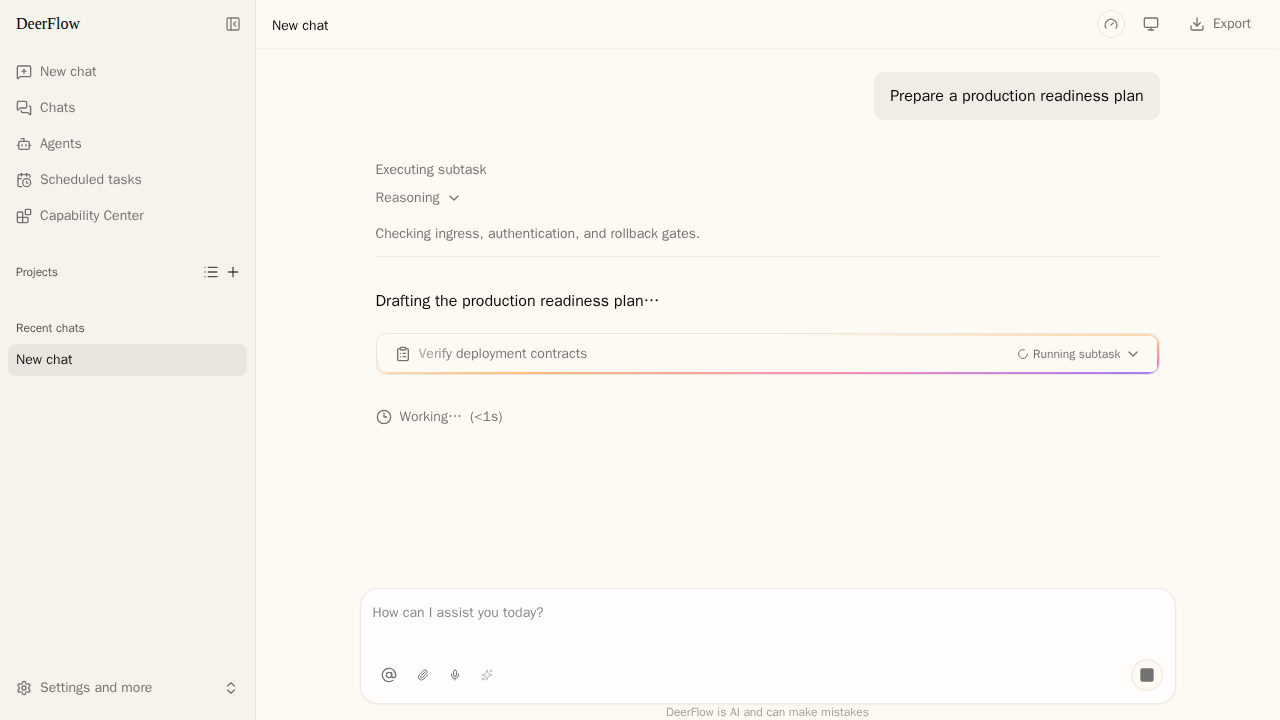 DeerFlow
New chat
Chats
Agents
Scheduled tasks
Capability Center
Projects
Recent chats
New chat
Settings and more
New chat
Export
Prepare a production readiness plan
Executing subtask
Reasoning
Checking ingress, authentication, and rollback gates.
Drafting the production readiness plan⋯
Verify deployment contracts
Running subtask
Working⋯ (<1s)
How can I assist you today?
DeerFlow is AI and can make mistakes